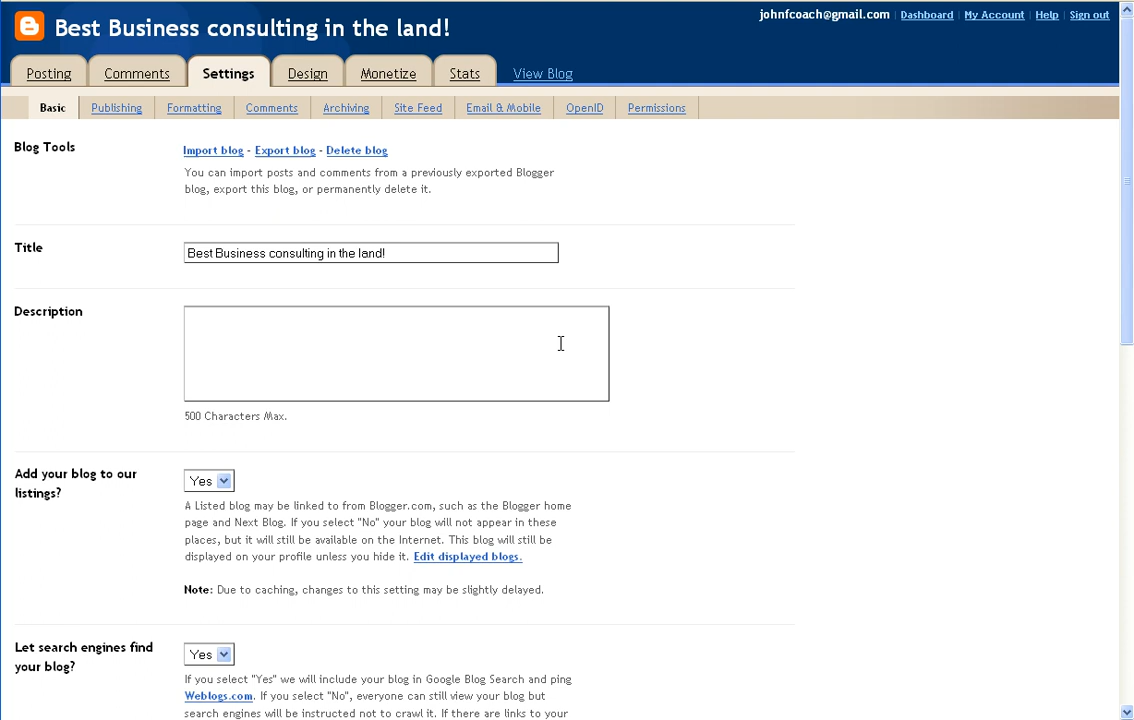 Best Business consulting in the land!
johnfcoach@gmail.com | Dashboard | My Account | Help | Sign out
Posting Comments Settings Design Monetize Stats View Blog
Basic Publishing Formatting Comments Archiving Site Feed Email & Mobile OpenID Permissions
Blog Tools
Import blog - Export blog - Delete blog
You can import posts and comments from a previously exported Blogger
blog, export this blog, or permanently delete it.
Title
Best Business consulting in the land!
Description
500 Characters Max.
Add your blog to our
listings?
Yes
A Listed blog may be linked to from Blogger.com, such as the Blogger home
page and Next Blog. If you select "No" your blog will not appear in these
places, but it will still be available on the Internet. This blog will still be
displayed on your profile unless you hide it. Edit displayed blogs.
Note: Due to caching, changes to this setting may be slightly delayed.
Let search engines find
your blog?
Yes
If you select "Yes" we will include your blog in Google Blog Search and ping
Weblogs.com. If you select "No", everyone can still view your blog but
search engines will be instructed not to crawl it. If there are links to your